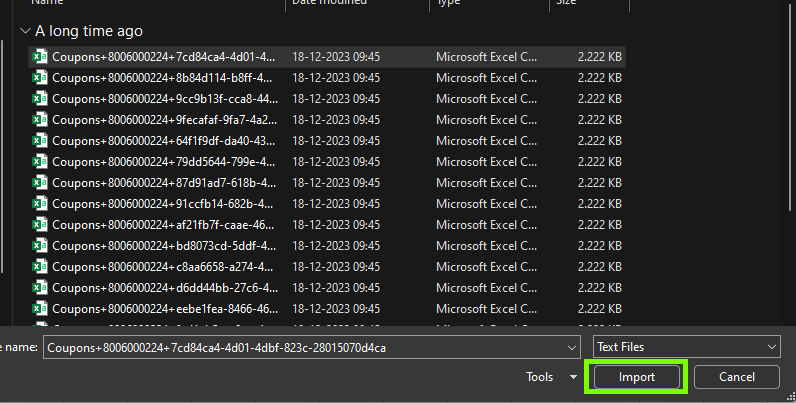 Name Date modified Type Size
A long time ago
Coupons+8006000224+7cd84ca4-4d01-4... 18-12-2023 09:45 Microsoft Excel C... 2.222 KB
Coupons+8006000224+8b84d114-b8ff-4... 18-12-2023 09:45 Microsoft Excel C... 2.222 KB
Coupons+8006000224+9cc9b13f-cca8-44... 18-12-2023 09:45 Microsoft Excel C... 2.222 KB
Coupons+8006000224+9fecafaf-9fa7-4a2... 18-12-2023 09:45 Microsoft Excel C... 2.222 KB
Coupons+8006000224+64f1f9df-da40-43... 18-12-2023 09:45 Microsoft Excel C... 2.222 KB
Coupons+8006000224+79dd5644-799e-4... 18-12-2023 09:45 Microsoft Excel C... 2.222 KB
Coupons+8006000224+87d91ad7-618b-4... 18-12-2023 09:45 Microsoft Excel C... 2.222 KB
Coupons+8006000224+91ccfb14-682b-4... 18-12-2023 09:45 Microsoft Excel C... 2.222 KB
Coupons+8006000224+af21fb7f-caae-46... 18-12-2023 09:45 Microsoft Excel C... 2.222 KB
Coupons+8006000224+bd8073cd-5ddf-4... 18-12-2023 09:45 Microsoft Excel C... 2.222 KB
Coupons+8006000224+c8aa6658-a274-4... 18-12-2023 09:45 Microsoft Excel C... 2.222 KB
Coupons+8006000224+d6dd44bb-27c6-4... 18-12-2023 09:45 Microsoft Excel C... 2.222 KB
Coupons+8006000224+eebe1fea-8466-46... 18-12-2023 09:45 Microsoft Excel C... 2.222 KB
e name: Coupons+8006000224+7cd84ca4-4d01-4dbf-823c-28015070d4ca Text Files
Tools Import Cancel